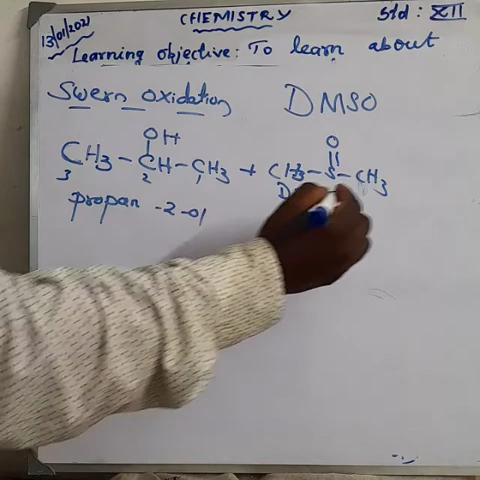 13/01/2021 CHEMISTRY Std : XII
Learning objective : To learn about
Swern oxidation DMSO
OH O
CH3 - CH - CH3 + CH3 - S - CH3
3 2 1
propan -2-ol D